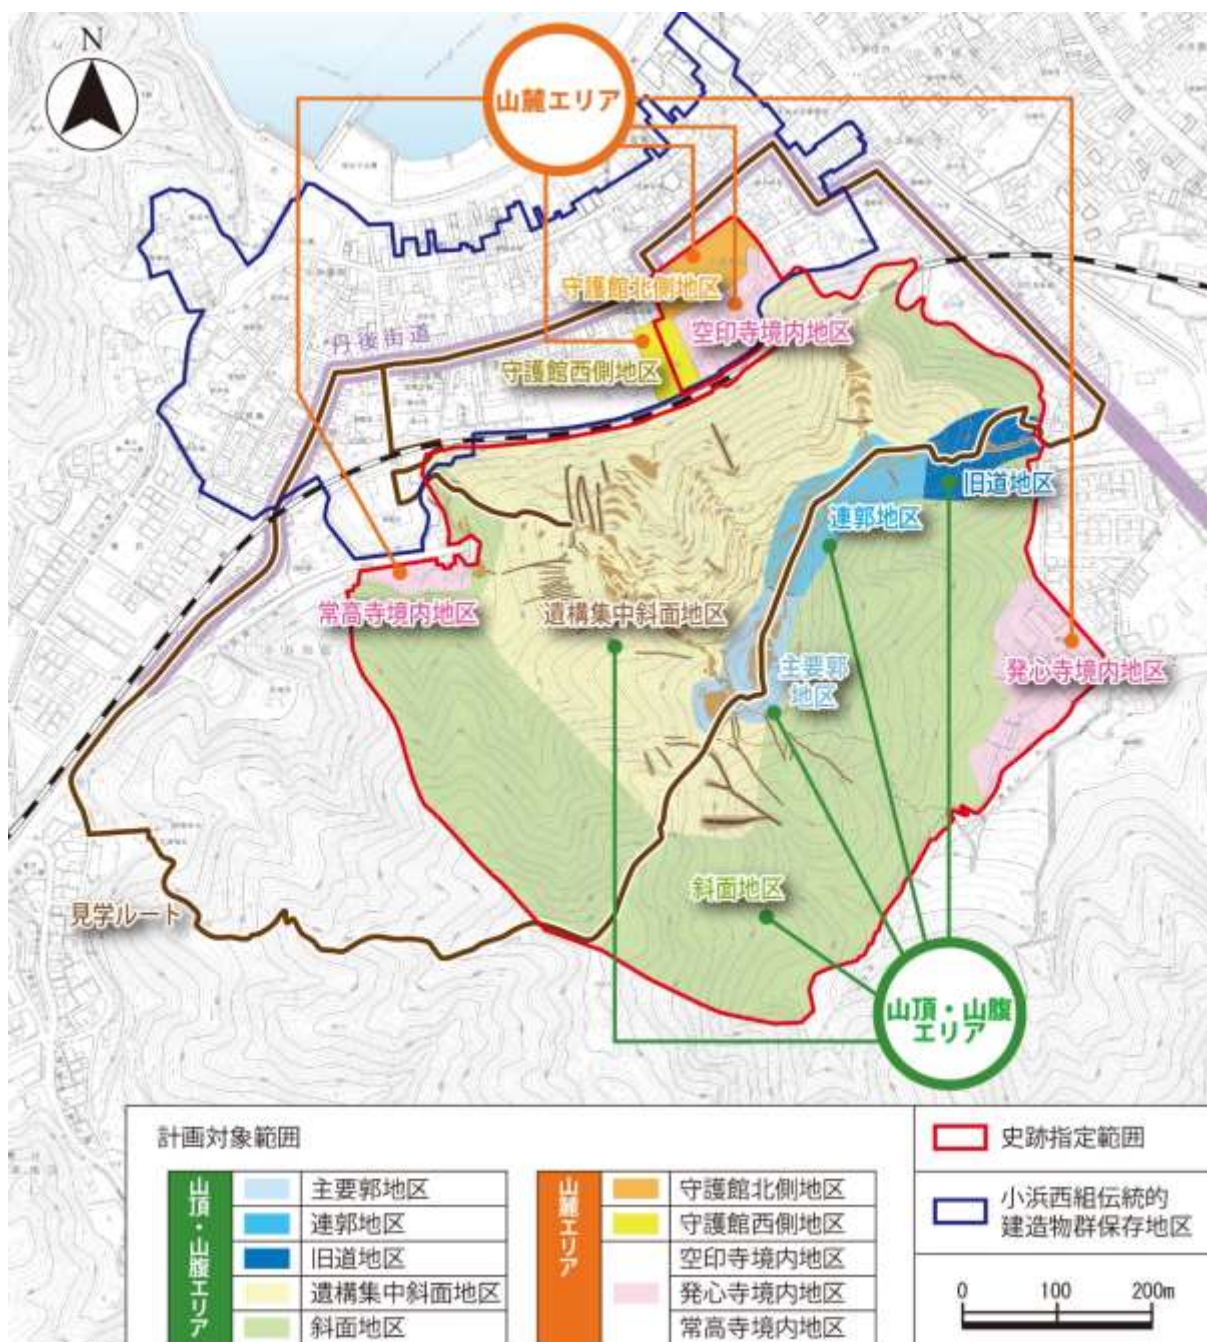 N
山麓エリア
守護館北側地区
丹後街道
空印寺境内地区
守護館西側地区
旧道地区
連郭地区
常高寺境内地区
遺構集中斜面地区
主要郭
地区
発心寺境内地区
斜面地区
見学ルート
山頂・山腹
エリア
計画対象範囲
山頂・山腹エリア
主要郭地区
連郭地区
旧道地区
遺構集中斜面地区
斜面地区
山麓エリア
守護館北側地区
守護館西側地区
空印寺境内地区
発心寺境内地区
常高寺境内地区
史跡指定範囲
小浜西組伝統的
建造物群保存地区
0 100 200m